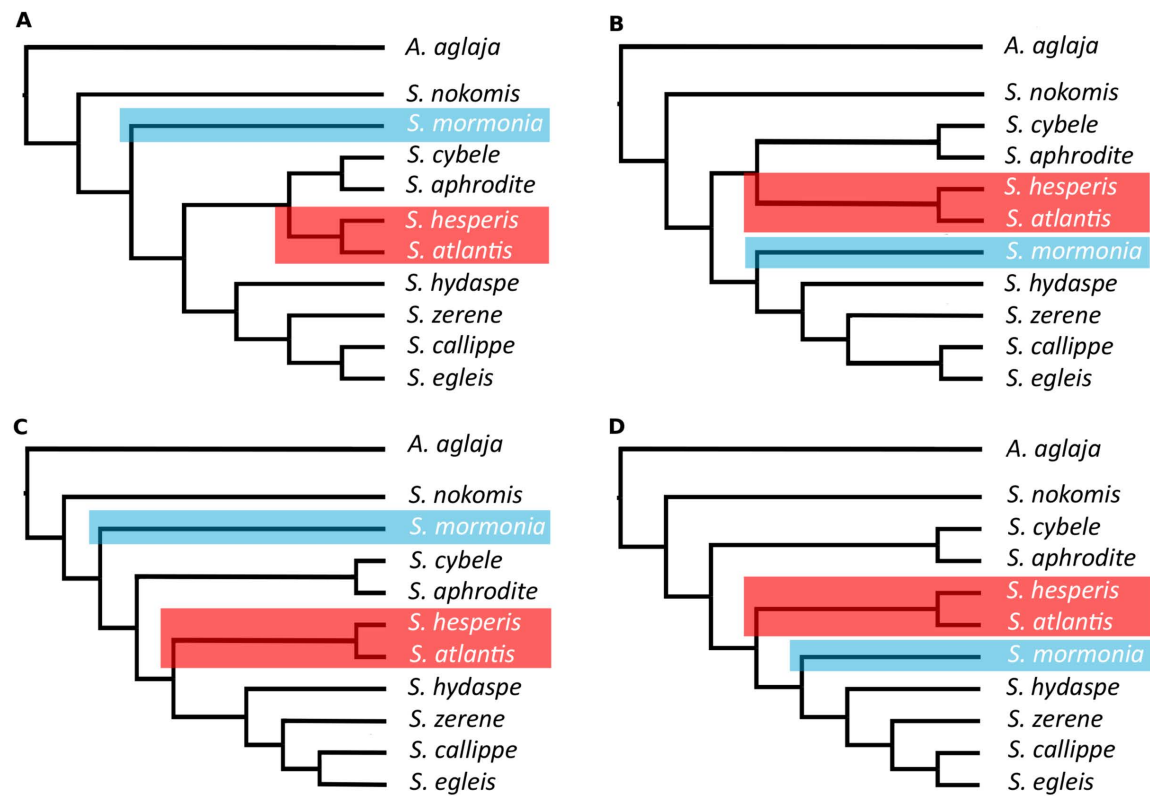 A
A. aglaja
S. nokomis
S. mormonia
S. cybele
S. aphrodite
S. hesperis
S. atlantis
S. hydaspe
S. zerene
S. callippe
S. egleis
B
A. aglaja
S. nokomis
S. cybele
S. aphrodite
S. hesperis
S. atlantis
S. mormonia
S. hydaspe
S. zerene
S. callippe
S. egleis
C
A. aglaja
S. nokomis
S. mormonia
S. cybele
S. aphrodite
S. hesperis
S. atlantis
S. hydaspe
S. zerene
S. callippe
S. egleis
D
A. aglaja
S. nokomis
S. cybele
S. aphrodite
S. hesperis
S. atlantis
S. mormonia
S. hydaspe
S. zerene
S. callippe
S. egleis